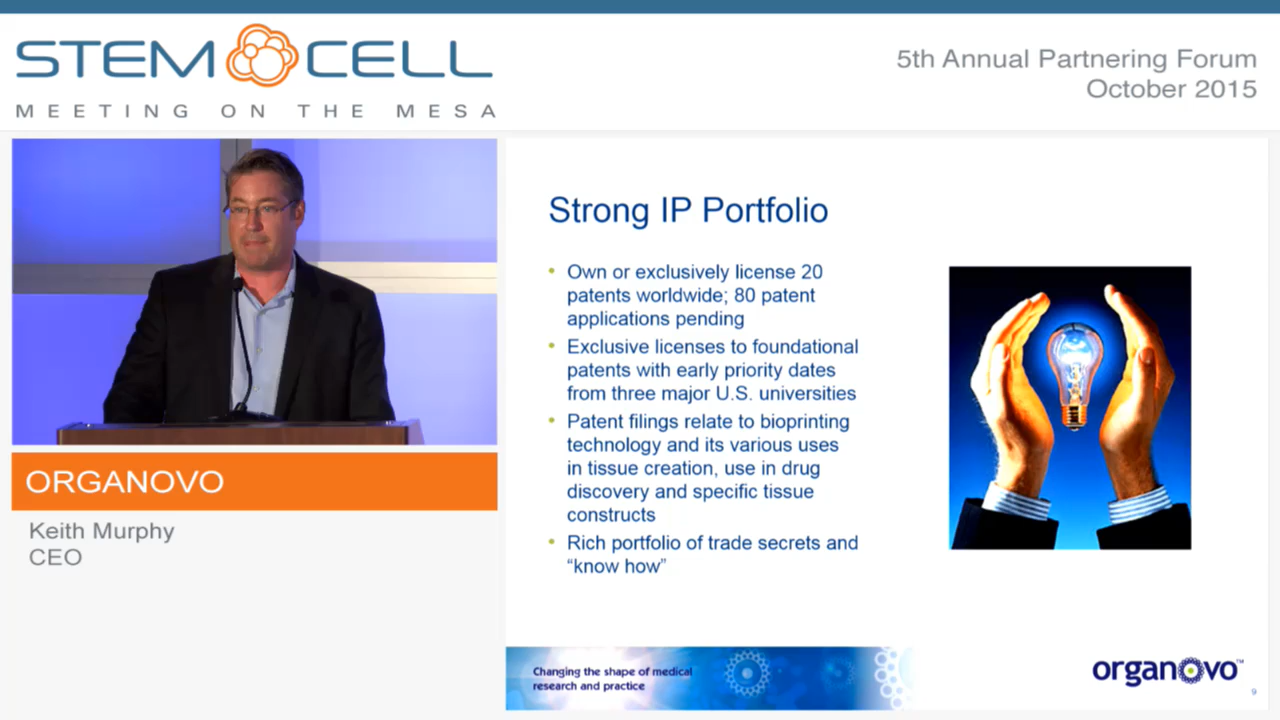 STEM CELL
MEETING ON THE MESA
5th Annual Partnering Forum
October 2015
ORGANOVO
Keith Murphy
CEO
Strong IP Portfolio
• Own or exclusively license 20
patents worldwide; 80 patent
applications pending
• Exclusive licenses to foundational
patents with early priority dates
from three major U.S. universities
• Patent filings relate to bioprinting
technology and its various uses
in tissue creation, use in drug
discovery and specific tissue
constructs
• Rich portfolio of trade secrets and
“know how”
Changing the shape of medical
research and practice
organovo™
9